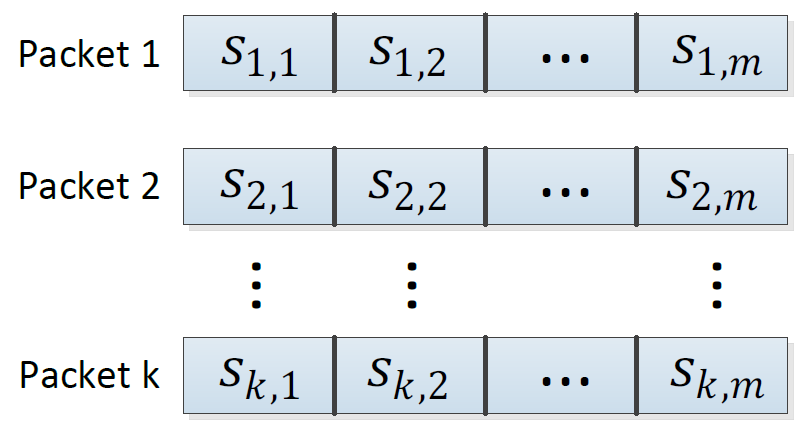 Packet 1 s1,1 s1,2 ... s1,m
Packet 2 s2,1 s2,2 ... s2,m
⋮ ⋮ ⋮
Packet k sk,1 sk,2 ... sk,m